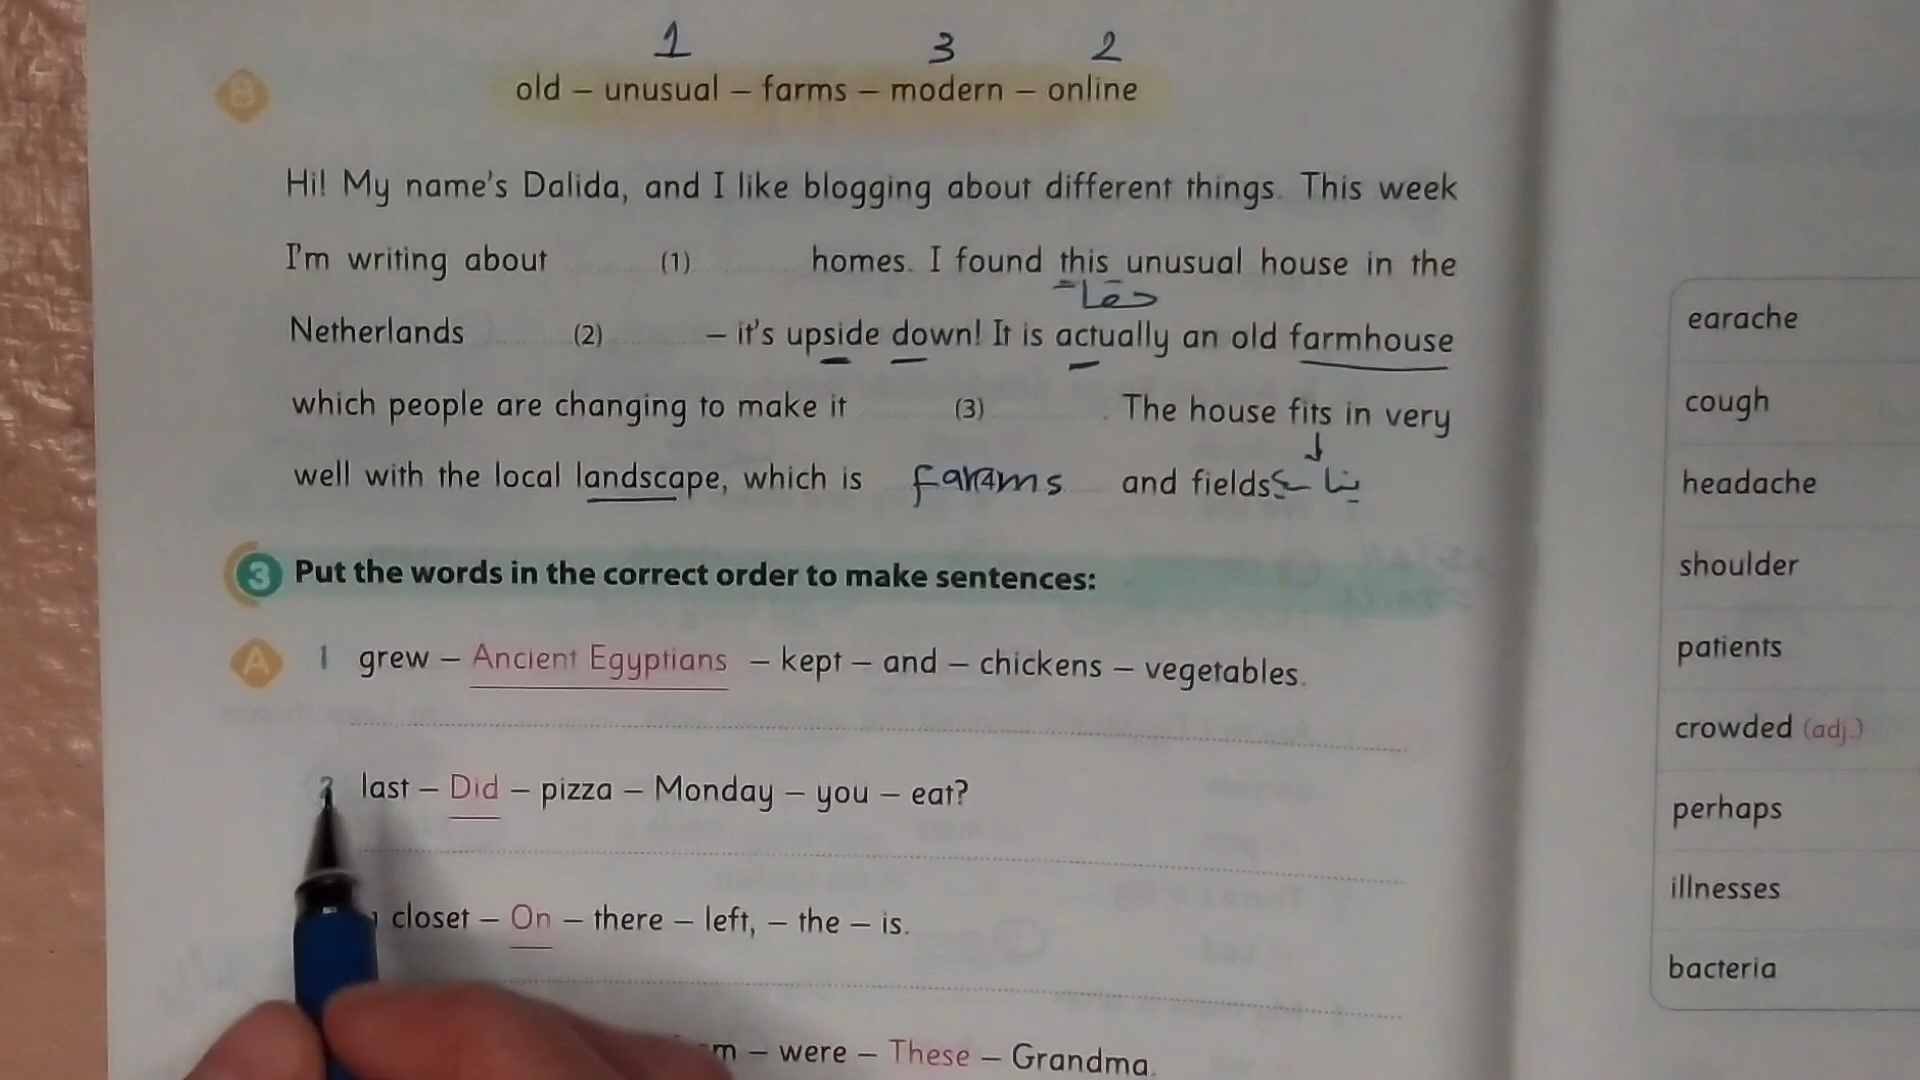 1 3 2
B old – unusual – farms – modern – online
Hi! My name's Dalida, and I like blogging about different things. This week
I'm writing about (1) homes. I found this unusual house in the
حقا
Netherlands (2) – it's upside down! It is actually an old farmhouse
which people are changing to make it (3) . The house fits in very
well with the local landscape, which is farms (4) and fields
3 Put the words in the correct order to make sentences:
A 1 grew – Ancient Egyptians – kept – and – chickens – vegetables.
2 last – Did – pizza – Monday – you – eat?
closet – On – there – left, – the – is.
– were – These – Grandma.
earache
cough
headache
shoulder
patients
crowded (adj.)
perhaps
illnesses
bacteria